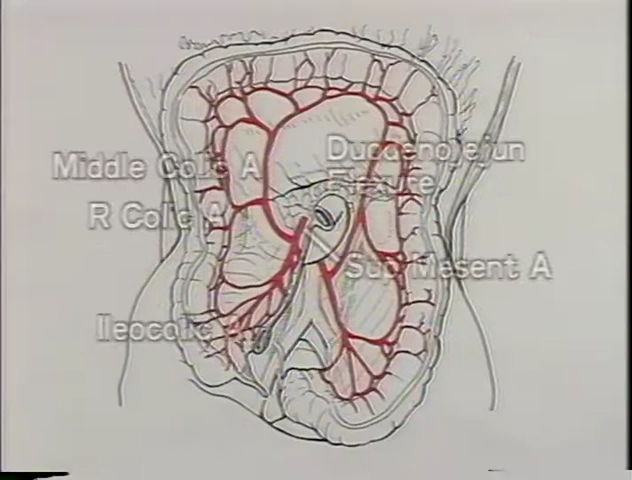 Middle Colic A
Duodenojejun
Flexure
R Colic A
Sup Mesent A
Ileocolic A